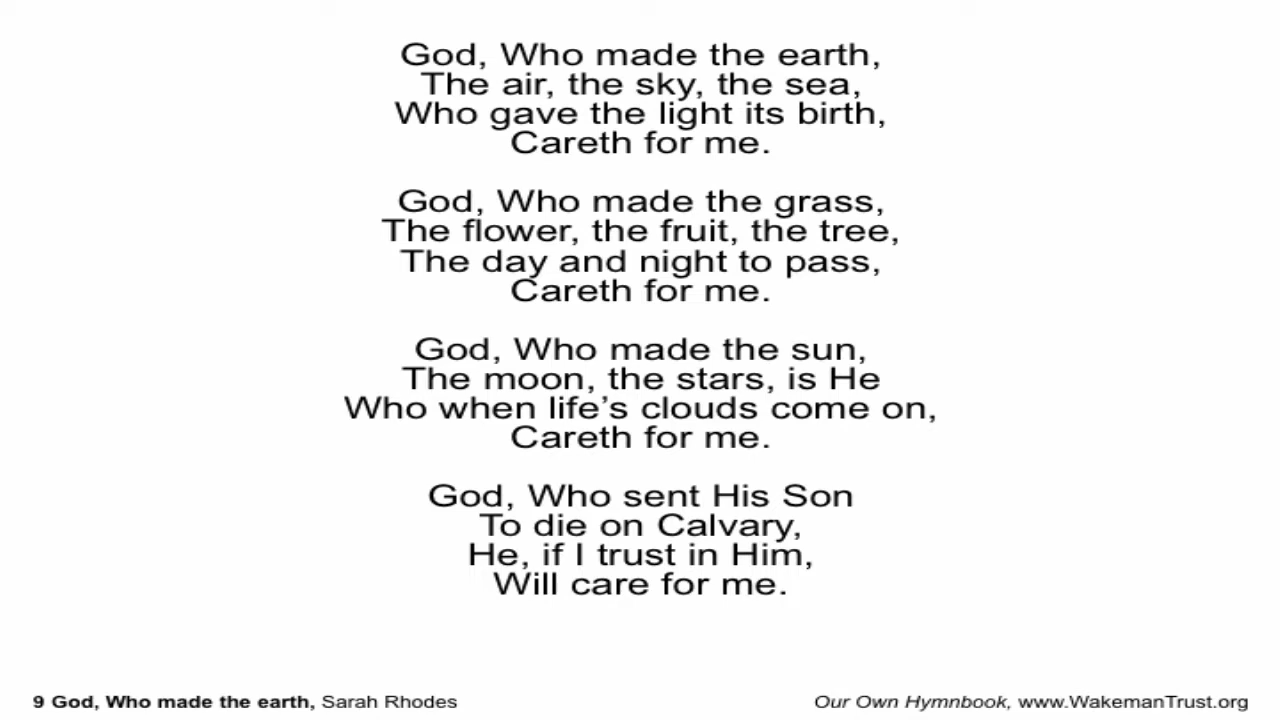 God, Who made the earth,
The air, the sky, the sea,
Who gave the light its birth,
Careth for me.
God, Who made the grass,
The flower, the fruit, the tree,
The day and night to pass,
Careth for me.
God, Who made the sun,
The moon, the stars, is He
Who when life’s clouds come on,
Careth for me.
God, Who sent His Son
To die on Calvary,
He, if I trust in Him,
Will care for me.
9 God, Who made the earth, Sarah Rhodes
Our Own Hymnbook, www.WakemanTrust.org